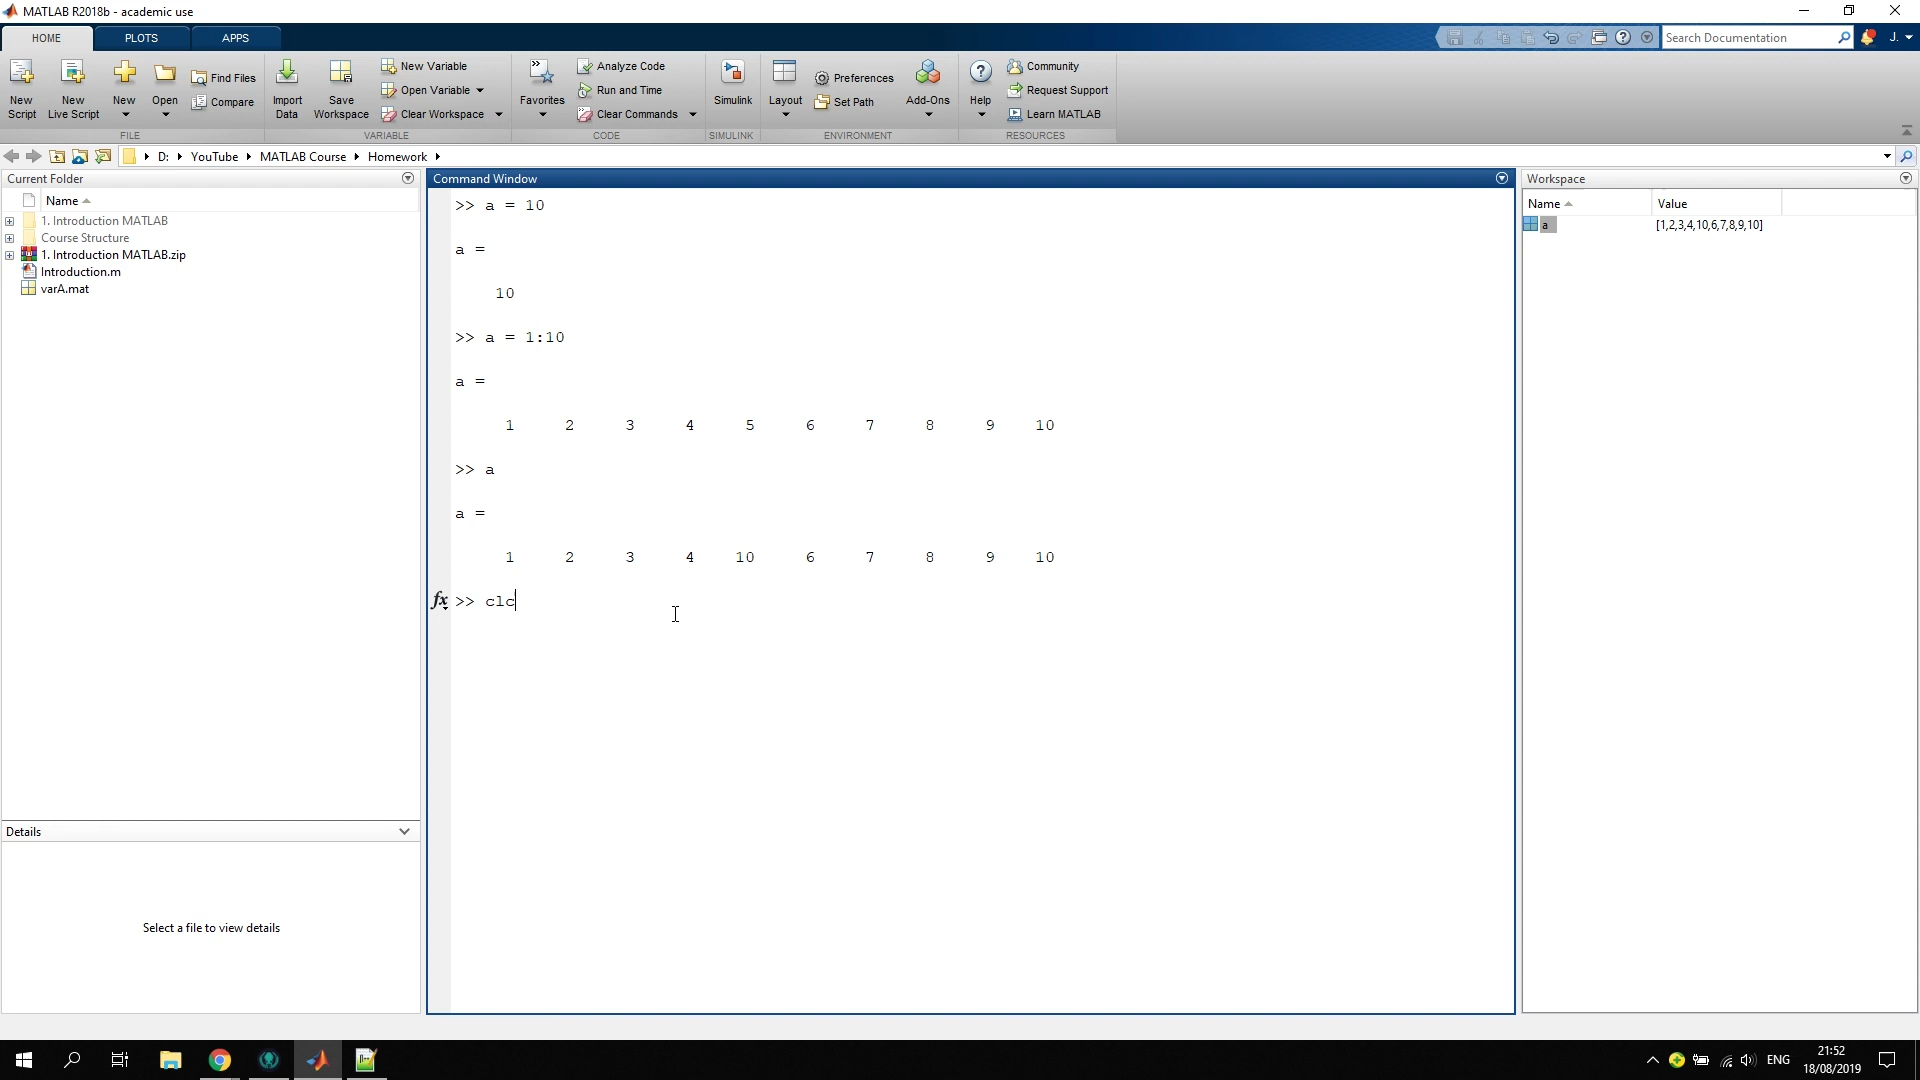 MATLAB R2018b - academic use
HOME PLOTS APPS
Search Documentation J.
New Script
New Live Script
New
Open
Find Files
Compare
Import Data
Save Workspace
New Variable
Open Variable
Clear Workspace
Favorites
Analyze Code
Run and Time
Clear Commands
Simulink
Layout
Preferences
Set Path
Add-Ons
Help
Community
Request Support
Learn MATLAB
FILE VARIABLE CODE SIMULINK ENVIRONMENT RESOURCES
D: YouTube MATLAB Course Homework
Current Folder
Name
1. Introduction MATLAB
Course Structure
1. Introduction MATLAB.zip
Introduction.m
varA.mat
Details
Select a file to view details
Command Window
>> a = 10
a =
10
>> a = 1:10
a =
1 2 3 4 5 6 7 8 9 10
>> a
a =
1 2 3 4 10 6 7 8 9 10
fx >> clc
Workspace
Name Value
a [1,2,3,4,10,6,7,8,9,10]
ENG
21:52
18/08/2019